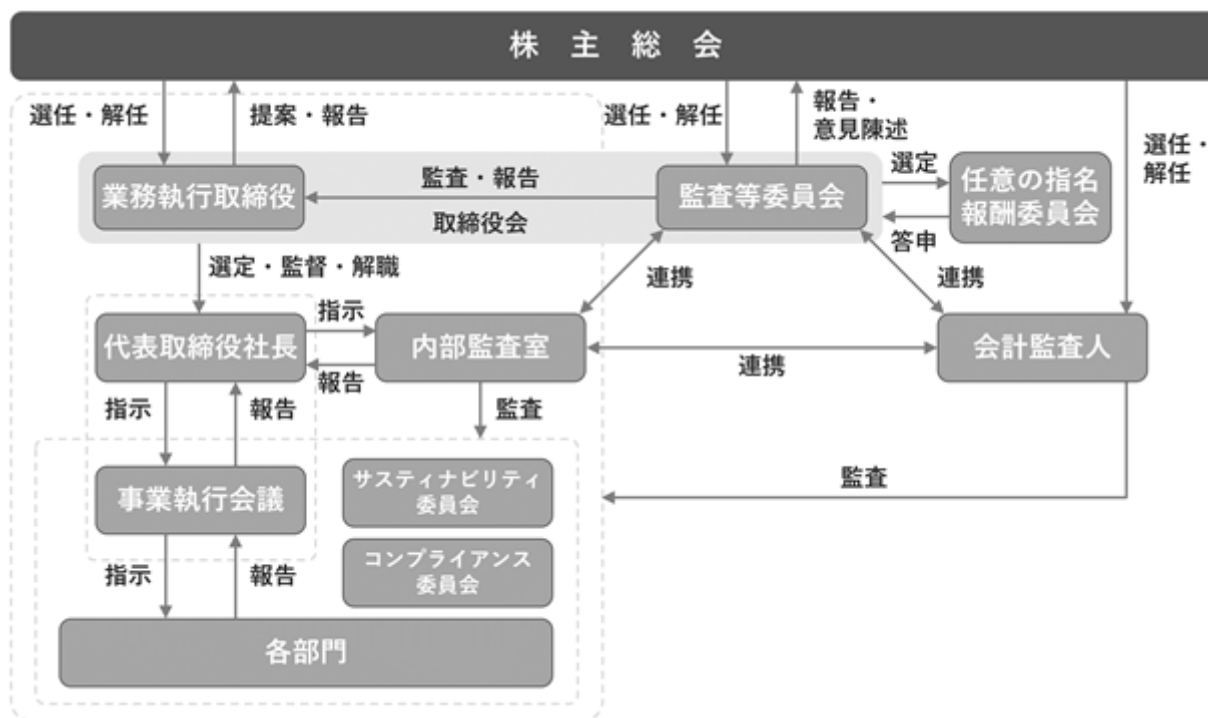 株主総会
選任・解任
提案・報告
選任・解任
報告・
意見陳述
選任・
解任
業務執行取締役
監査・報告
取締役会
監査等委員会
選定
答申
任意の指名
報酬委員会
選定・監督・解職
連携
連携
代表取締役社長
指示
報告
内部監査室
連携
会計監査人
指示
報告
監査
監査
事業執行会議
サスティナビリティ
委員会
コンプライアンス
委員会
指示
報告
各部門